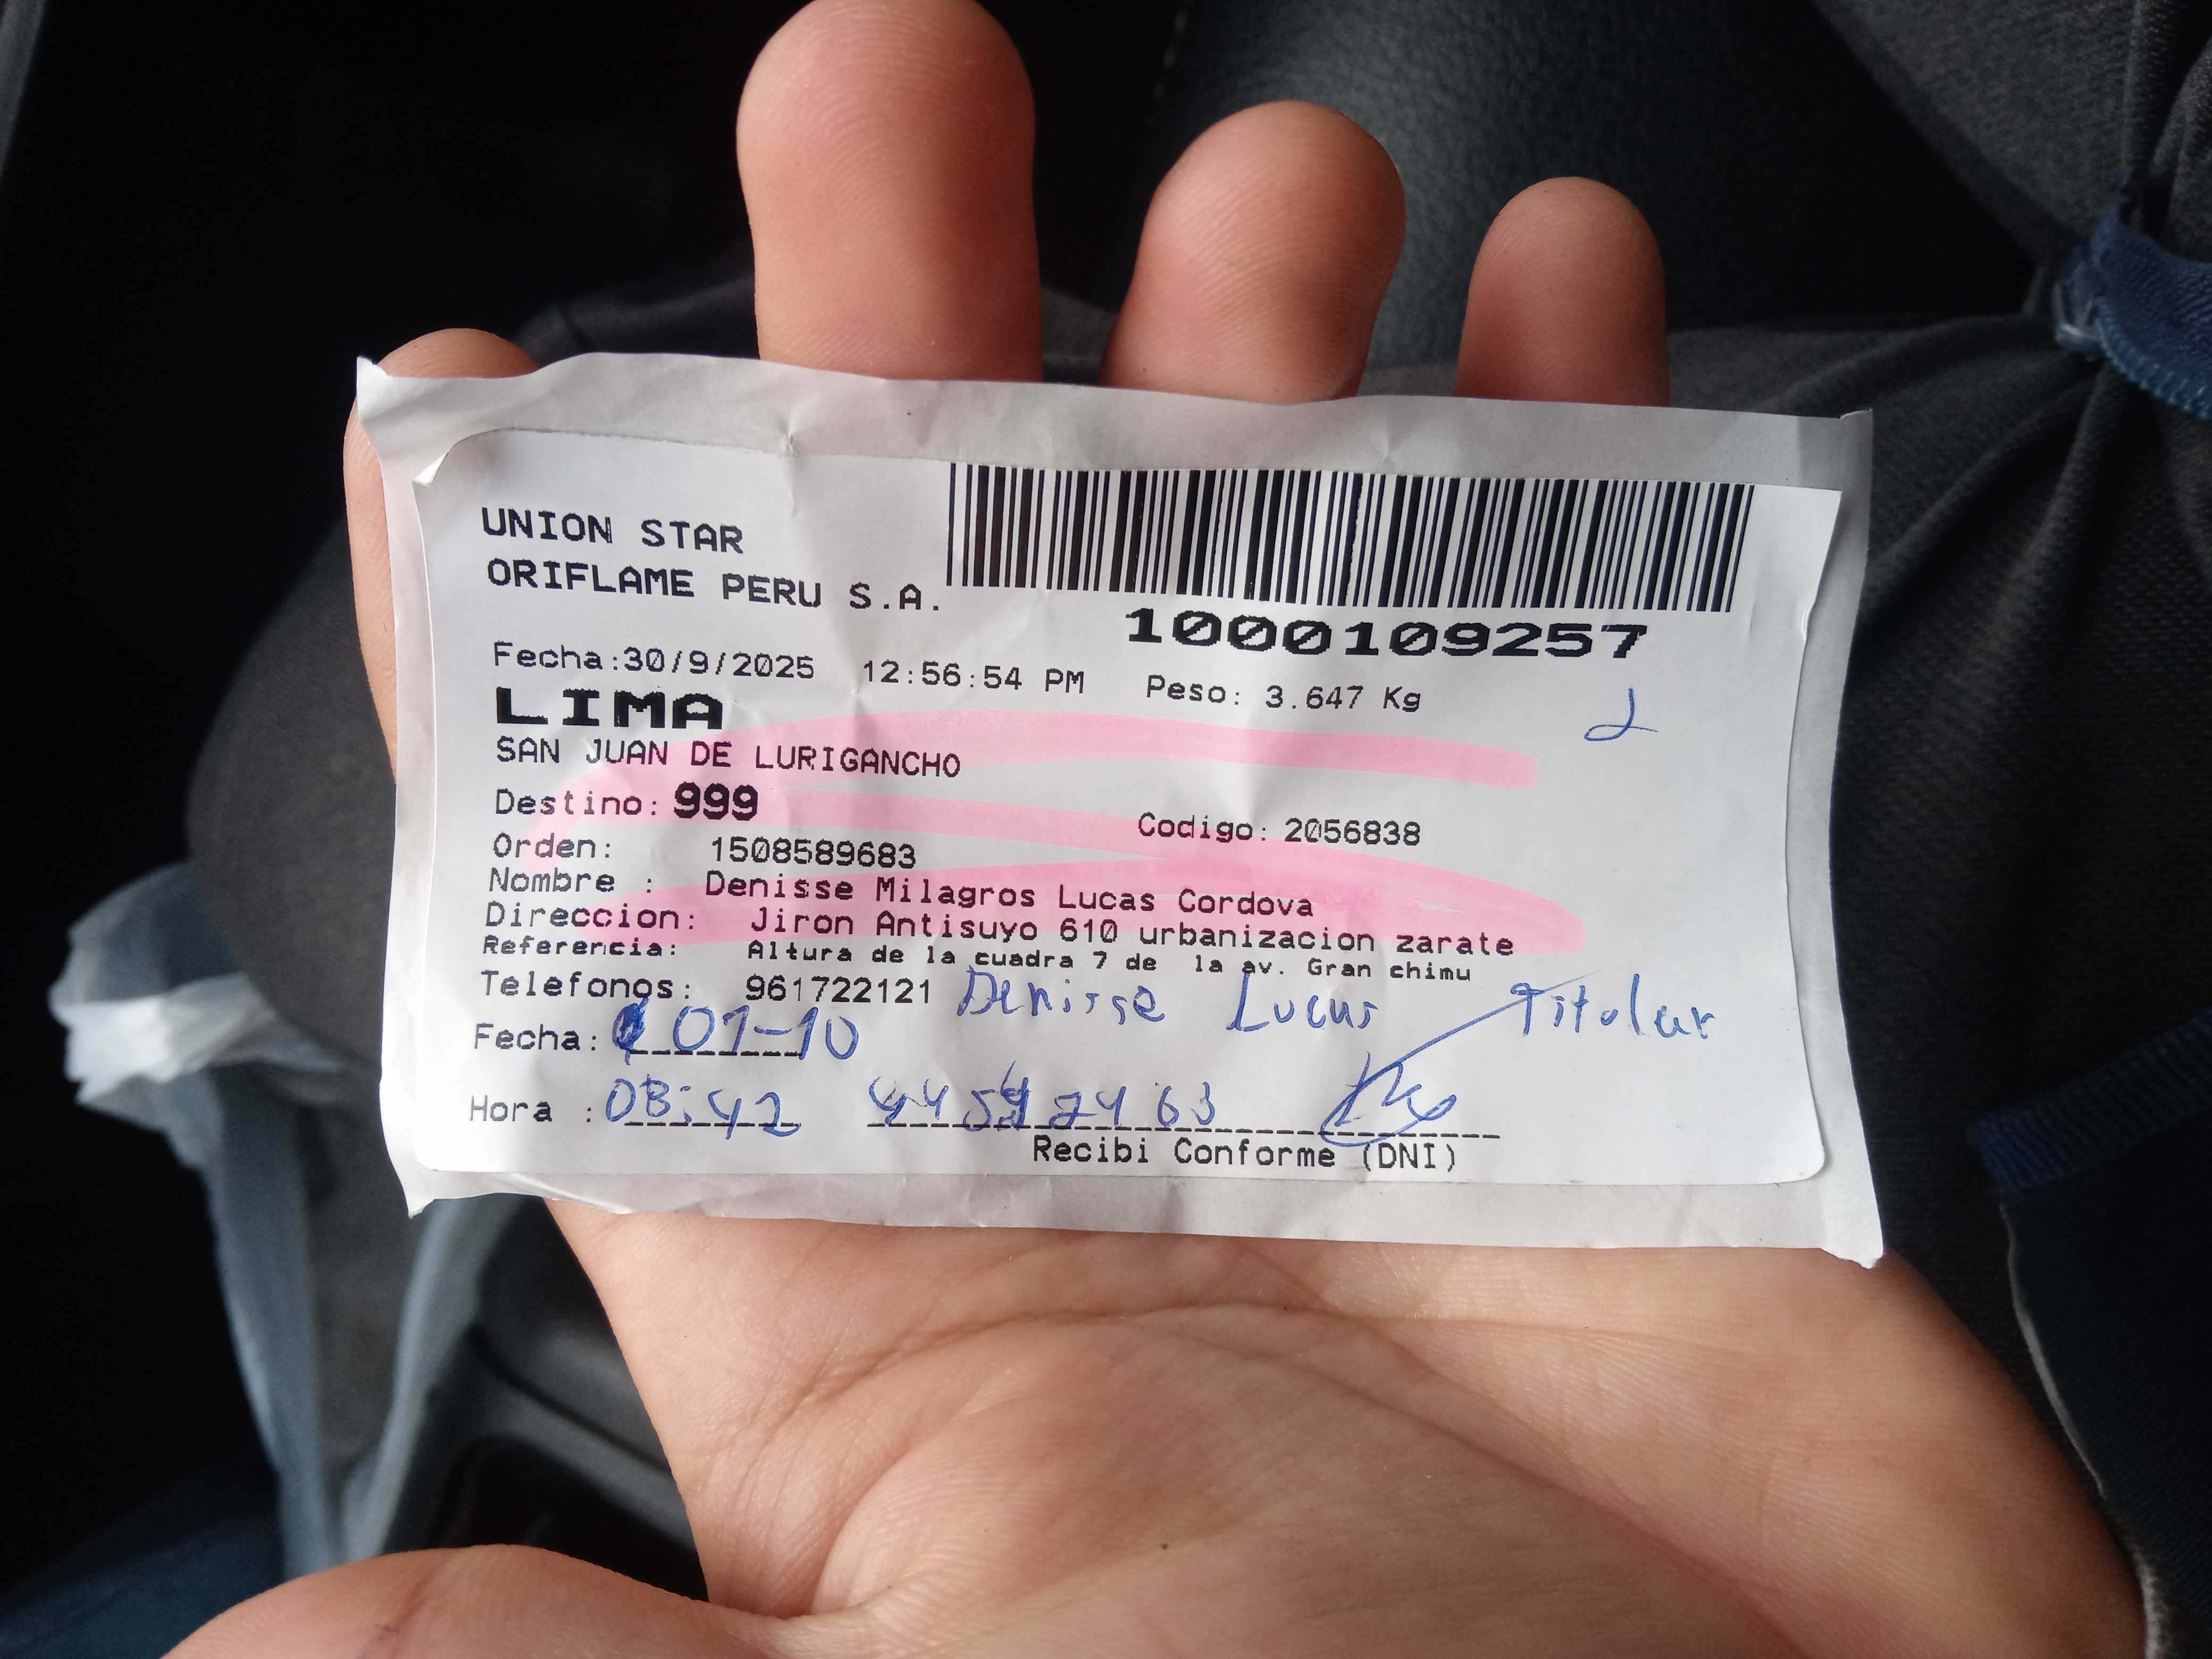 UNION STAR
ORIFLAME PERU S.A.
1000109257
Fecha:30/9/2025 12:56:54 PM Peso: 3.647 Kg
LIMA
SAN JUAN DE LURIGANCHO
Destino: 999 Codigo: 2056838
Orden: 1508589683
Nombre : Denisse Milagros Lucas Cordova
Direccion: Jiron Antisuyo 610 urbanizacion zarate
Referencia: Altura de la cuadra 7 de la av. Gran chimu
Telefonos: 961722121 Denisse Lucas Titular
Fecha: 01-10
Hora : 08:42
Recibi Conforme (DNI)